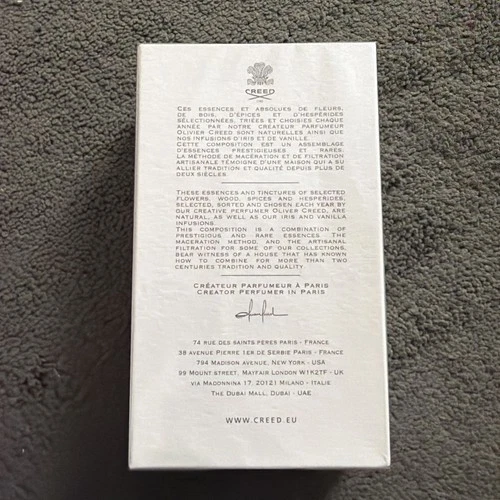 CREED
CES ESSENCES ET ABSOLUES DE FLEURS,
DE BOIS, D'ÉPICES ET D'HESPÉRIDES
SÉLECTIONNÉES, TRIÉES ET CHOISIES CHAQUE
ANNÉE PAR NOTRE CREATEUR PARFUMEUR
OLIVIER CREED SONT NATURELLES AINSI QUE
NOS INFUSIONS D'IRIS ET DE VANILLE.
CETTE COMPOSITION EST UN ASSEMBLAGE
D'ESSENCES PRESTIGIEUSES ET RARES.
LA MÉTHODE DE MACÉRATION ET DE FILTRATION
ARTISANALE TÉMOIGNE D'UNE MAISON QUI A SU
ALLIER TRADITION ET QUALITÉ DEPUIS PLUS DE
DEUX SIÈCLES.
THESE ESSENCES AND TINCTURES OF SELECTED
FLOWERS, WOOD, SPICES AND HESPERIDES,
SELECTED, SORTED AND CHOSEN EACH YEAR BY
OUR CREATIVE PERFUMER OLIVER CREED, ARE
NATURAL, AS WELL AS OUR IRIS AND VANILLA
INFUSIONS.
THIS COMPOSITION IS A COMBINATION OF
PRESTIGIOUS AND RARE ESSENCES THE
MACERATION METHOD, AND THE ARTISANAL
FILTRATION FOR SOME OF OUR COLLECTIONS,
BEAR WITNESS OF A HOUSE THAT HAS KNOWN
HOW TO COMBINE FOR MORE THAN TWO
CENTURIES TRADITION AND QUALITY.
CRÉATEUR PARFUMEUR À PARIS
CREATOR PERFUMER IN PARIS
74 RUE DES SAINTS PÈRES PARIS - FRANCE
38 AVENUE PIERRE 1ER DE SERBIE PARIS - FRANCE
794 MADISON AVENUE, NEW YORK - USA
99 MOUNT STREET, MAYFAIR LONDON W1K2TF - UK
VIA MADONNINA 17, 20121 MILANO - ITALIE
THE DUBAI MALL, DUBAI - UAE
WWW.CREED.EU